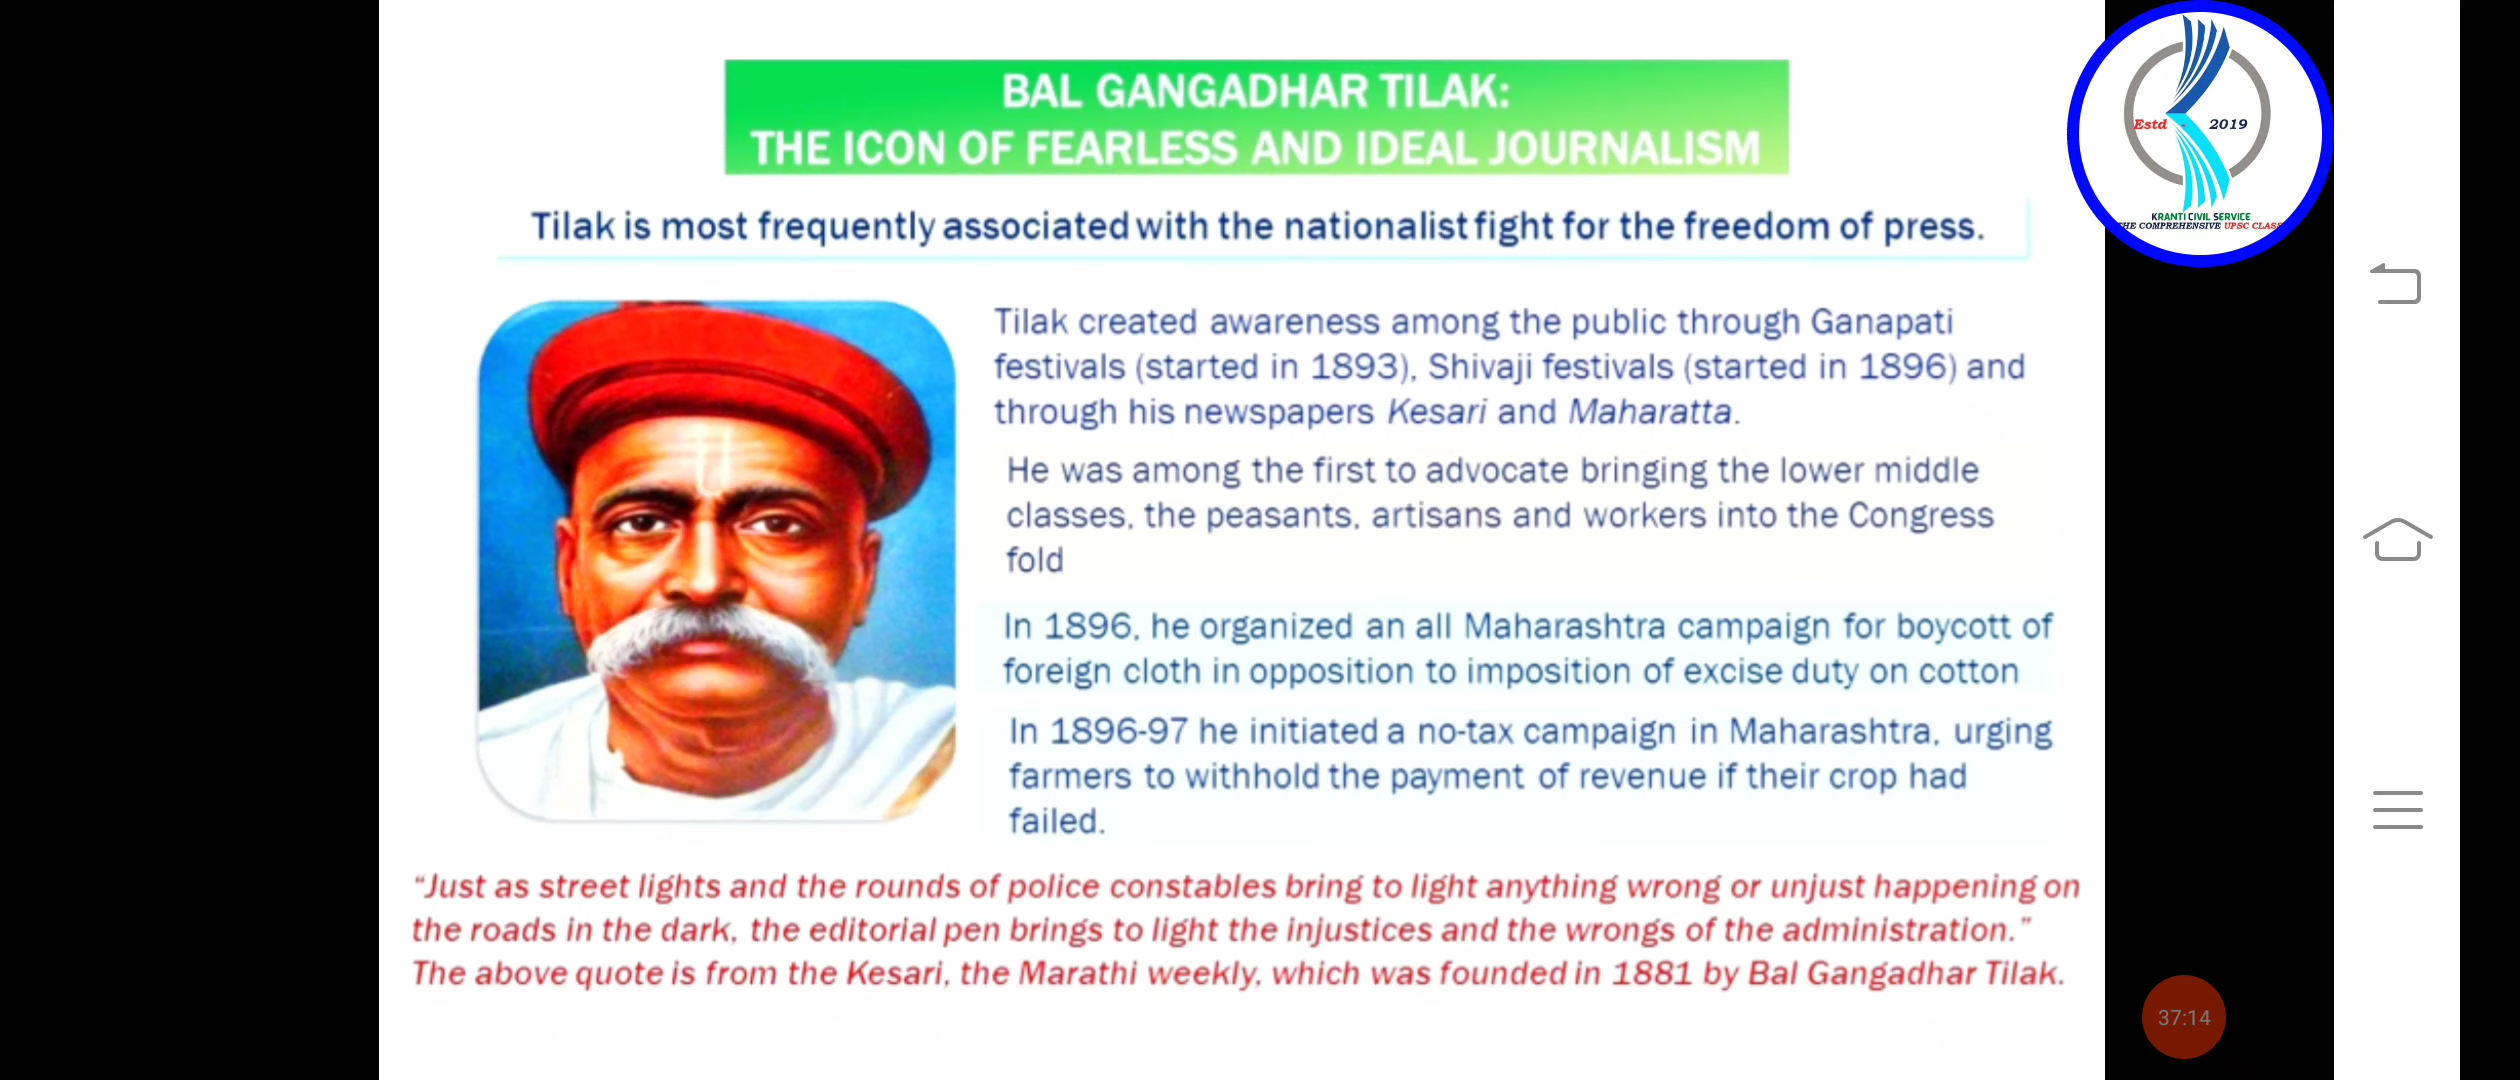 BAL GANGADHAR TILAK:
THE ICON OF FEARLESS AND IDEAL JOURNALISM
Tilak is most frequently associated with the nationalist fight for the freedom of press.
Tilak created awareness among the public through Ganapati
festivals (started in 1893), Shivaji festivals (started in 1896) and
through his newspapers Kesari and Maharatta.
He was among the first to advocate bringing the lower middle
classes, the peasants, artisans and workers into the Congress
fold
In 1896, he organized an all Maharashtra campaign for boycott of
foreign cloth in opposition to imposition of excise duty on cotton
In 1896-97 he initiated a no-tax campaign in Maharashtra, urging
farmers to withhold the payment of revenue if their crop had
failed.
“Just as street lights and the rounds of police constables bring to light anything wrong or unjust happening on
the roads in the dark, the editorial pen brings to light the injustices and the wrongs of the administration.”
The above quote is from the Kesari, the Marathi weekly, which was founded in 1881 by Bal Gangadhar Tilak.
Estd - 2019
KRANTI CIVIL SERVICE
THE COMPREHENSIVE UPSC CLASS
37:14